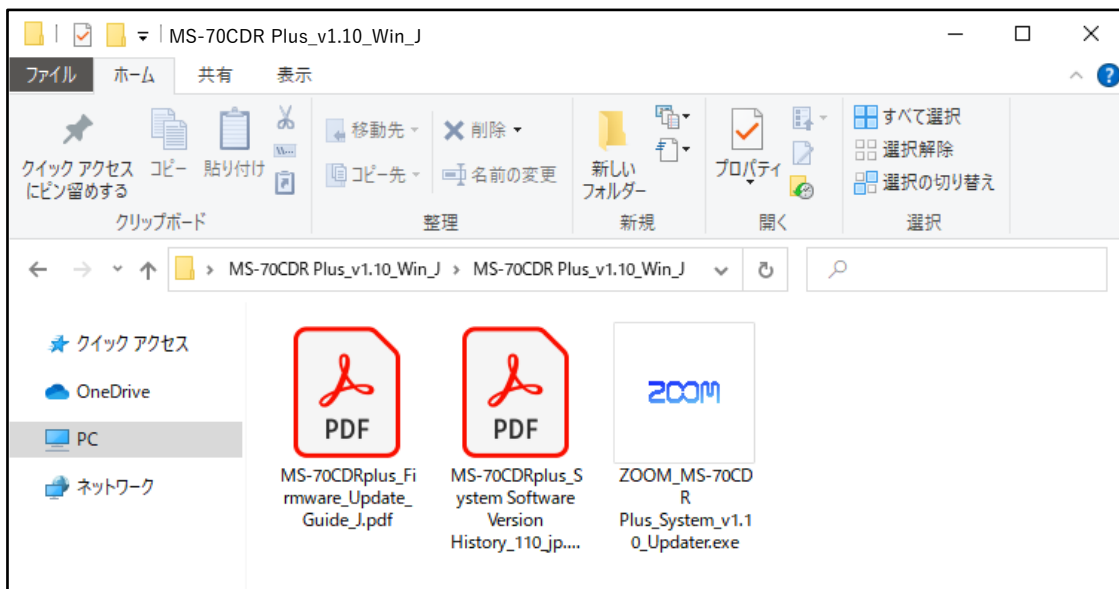 MS-70CDR Plus_v1.10_Win_J
ファイル ホーム 共有 表示
クイック アクセス
にピン留めする
コピー
貼り付け
移動先
コピー先
削除
名前の変更
新しい
フォルダー
プロパティ
すべて選択
選択解除
選択の切り替え
クリップボード 整理 新規 開く 選択
MS-70CDR Plus_v1.10_Win_J › MS-70CDR Plus_v1.10_Win_J
クイック アクセス
OneDrive
PC
ネットワーク
PDF
MS-70CDRplus_Fi
rmware_Update_
Guide_J.pdf
PDF
MS-70CDRplus_S
ystem Software
Version
History_110_jp....
ZOOM
ZOOM_MS-70CD
R
Plus_System_v1.1
0_Updater.exe